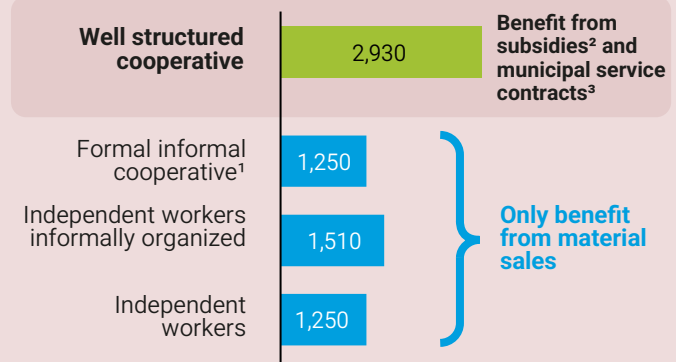 Well structured
cooperative
2,930
Benefit from
subsidies² and
municipal service
contracts³
Formal informal
cooperative¹
1,250
Independent workers
informally organized
1,510
Independent
workers
1,250
Only benefit
from material
sales